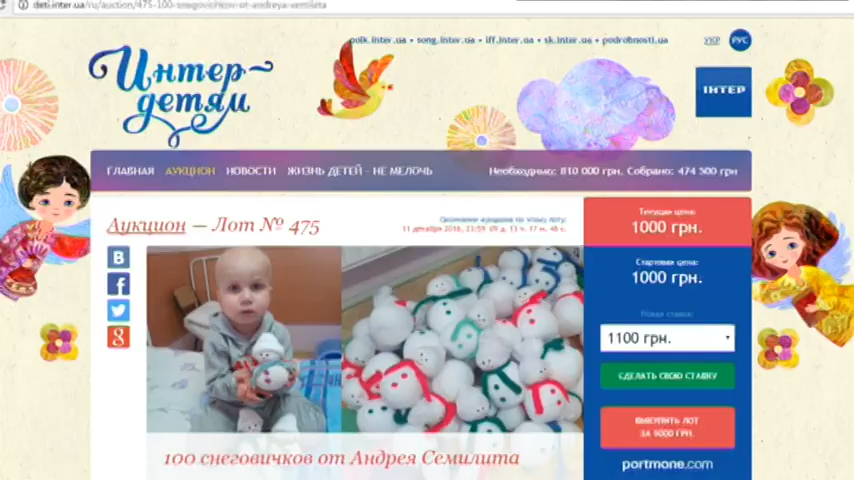 deti.inter.ua/ru/auction/475-100-snegovichkov-ot-andreya-semilita
polk.inter.ua • song.inter.ua • iff.inter.ua • sk.inter.ua • podrobnosti.ua
УКР РУС
Интер-
детям
ІНТЕР
ГЛАВНАЯ АУКЦИОН НОВОСТИ ЖИЗНЬ ДЕТЕЙ - НЕ МЕЛОЧЬ Необходимо: 810 000 грн. Собрано: 474 500 грн
Аукцион — Лот № 475
Окончание аукциона по этому лоту:
11 декабря 2016, 23:59 09 д. 13 ч. 17 м. 48 с.
Текущая цена:
1000 грн.
Стартовая цена:
1000 грн.
Новая ставка:
1100 грн.
СДЕЛАТЬ СВОЮ СТАВКУ
ВЫКУПИТЬ ЛОТ
ЗА 5000 ГРН.
portmone.com
100 снеговичков от Андрея Семилита